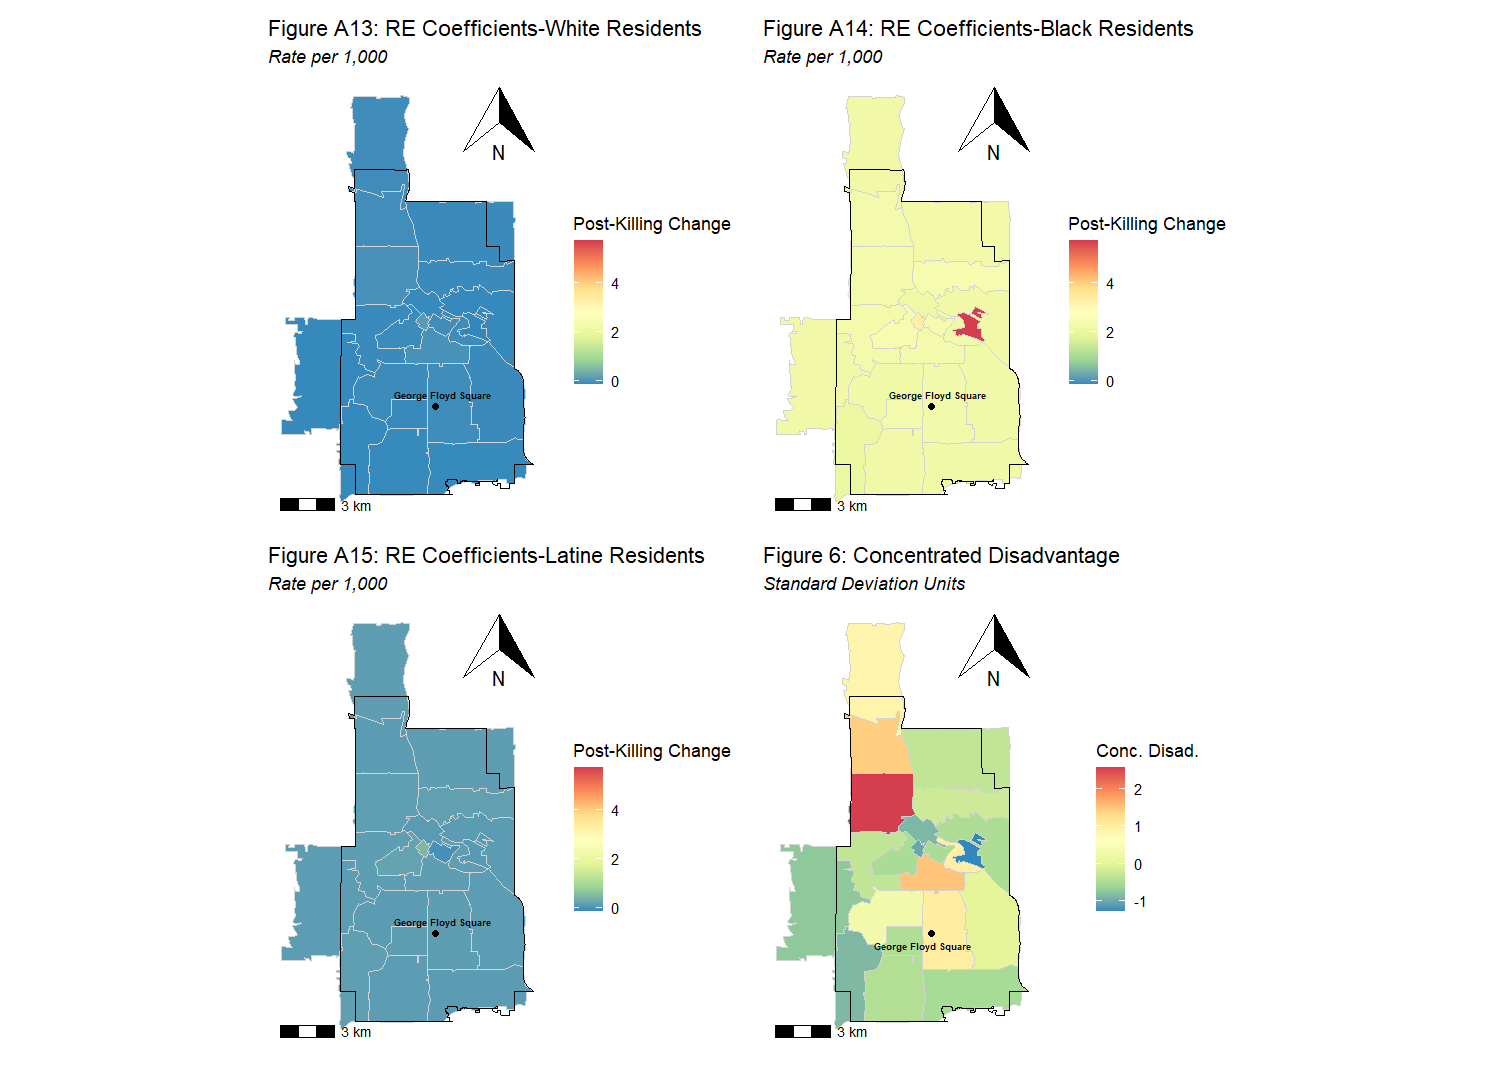 Figure A13: RE Coefficients-White Residents
Rate per 1,000
N
Post-Killing Change
4
2
0
George Floyd Square
3 km
Figure A14: RE Coefficients-Black Residents
Rate per 1,000
N
Post-Killing Change
4
2
0
George Floyd Square
3 km
Figure A15: RE Coefficients-Latine Residents
Rate per 1,000
N
Post-Killing Change
4
2
0
George Floyd Square
3 km
Figure 6: Concentrated Disadvantage
Standard Deviation Units
N
Conc. Disad.
2
1
0
-1
George Floyd Square
3 km